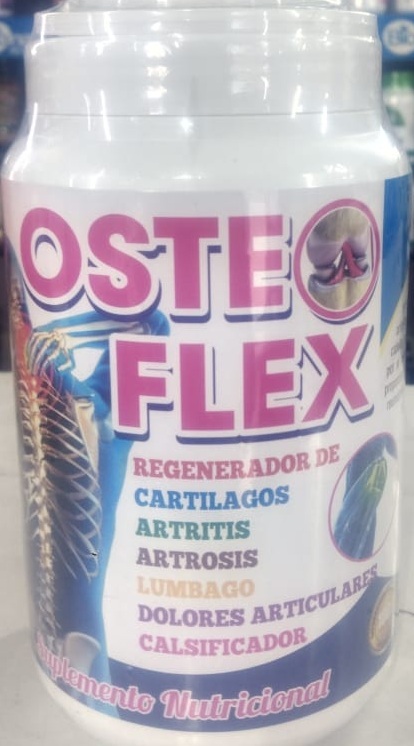 OSTEO
FLEX
REGENERADOR DE
CARTILAGOS
ARTRITIS
ARTROSIS
LUMBAGO
DOLORES ARTICULARES
CALSIFICADOR
Suplemento Nutricional